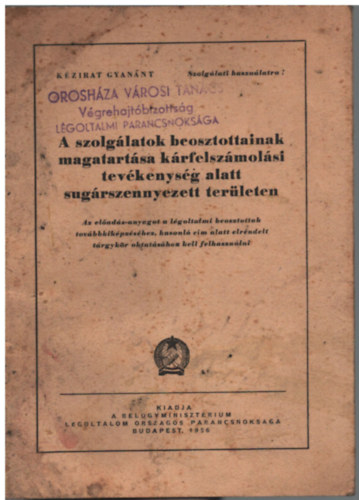 KÉZIRAT GYANÁNT
Szolgálati használatra!
OROSHÁZA VÁROSI TANÁCS
Végrehajtóbizottság
LÉGOLTALMI PARANCSNOKSÁGA
A szolgálatok beosztottainak
magatartása kárfelszámolási
tevékenység alatt
sugárszennyezett területen
Az előadás-anyagot a légoltalmi beosztottak
továbbképzéséhez, hasonló cím alatt elrendelt
tárgykör oktatásához kell felhasználni
KIADJA
A BELÜGYMINISZTÉRIUM
LÉGOLTALOM ORSZÁGOS PARANCSNOKSÁGA
BUDAPEST, 1956